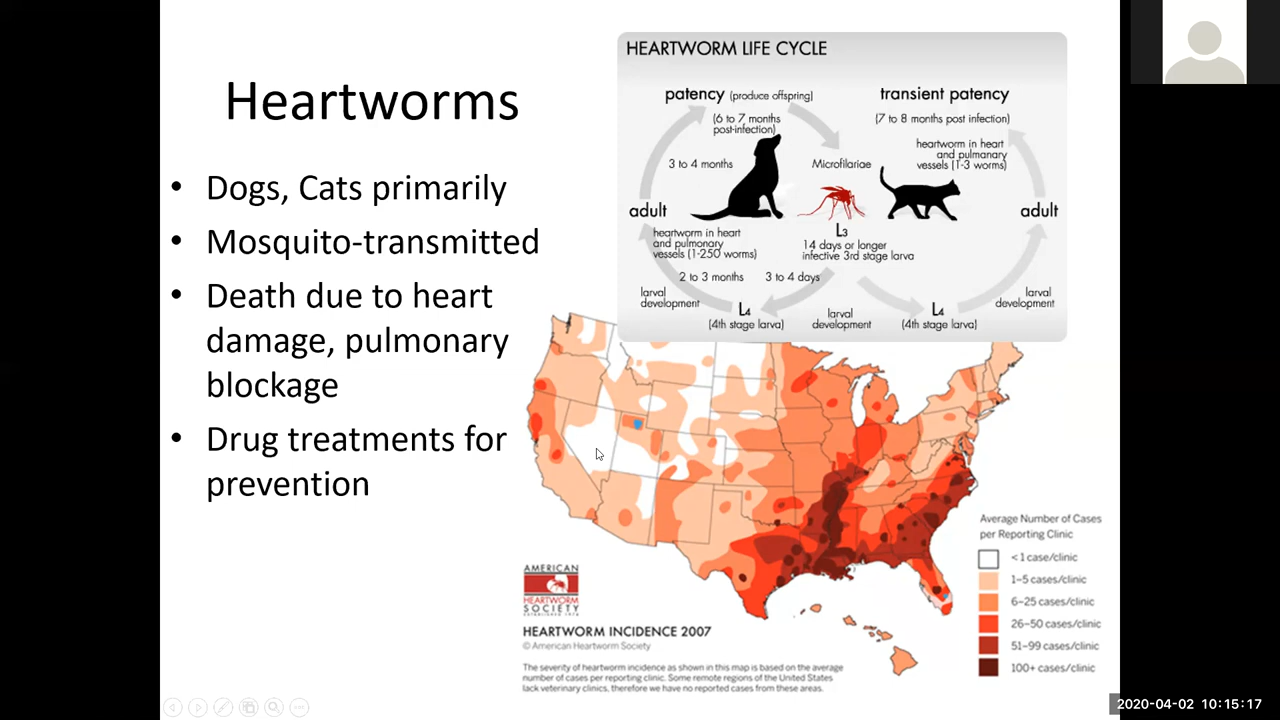 Heartworms
• Dogs, Cats primarily
• Mosquito-transmitted
• Death due to heart
damage, pulmonary
blockage
• Drug treatments for
prevention
HEARTWORM LIFE CYCLE
patency (produce offspring)
(6 to 7 months
post-infection)
3 to 4 months
adult
heartworm in heart
and pulmonary
vessels (1-250 worms)
2 to 3 months
3 to 4 days
larval
development
L4
(4th stage larva)
Microfilariae
L3
14 days or longer
infective 3rd stage larva
larval
development
transient patency
(7 to 8 months post infection)
heartworm in heart
and pulmonary
vessels (1-3 worms)
adult
larval
development
L4
(4th stage larva)
AMERICAN
HEARTWORM
SOCIETY
HEARTWORM INCIDENCE 2007
© American Heartworm Society
The severity of heartworm incidence as shown in this map is based on the average
number of cases per reporting clinic. Some remote regions of the United States
lack veterinary clinics, therefore we have no reported cases from these areas.
Average Number of Cases
per Reporting Clinic
< 1 case/clinic
1–5 cases/clinic
6–25 cases/clinic
26–50 cases/clinic
51–99 cases/clinic
100+ cases/clinic
2020-04-02 10:15:17